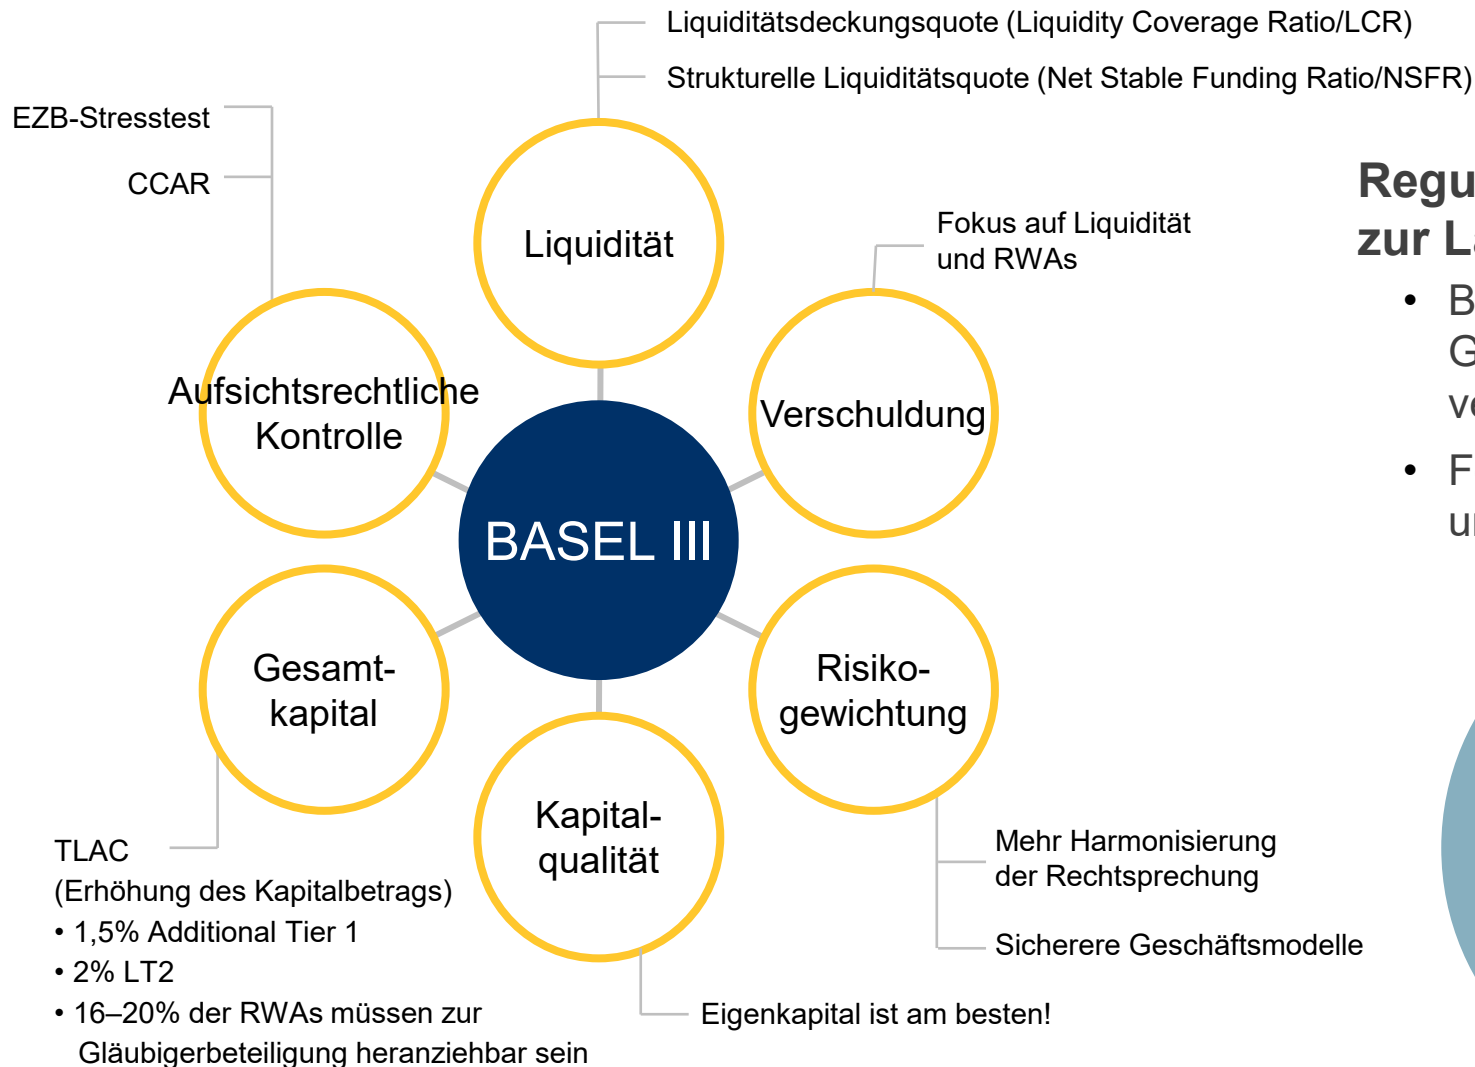 Liquiditätsdeckungsquote (Liquidity Coverage Ratio/LCR)
Strukturelle Liquiditätsquote (Net Stable Funding Ratio/NSFR)
EZB-Stresstest
CCAR
Liquidität
Fokus auf Liquidität
und RWAs
Aufsichtsrechtliche
Kontrolle
Verschuldung
BASEL III
Gesamt-
kapital
Risiko-
gewichtung
Kapital-
qualität
TLAC
(Erhöhung des Kapitalbetrags)
• 1,5% Additional Tier 1
• 2% LT2
• 16–20% der RWAs müssen zur
Gläubigerbeteiligung heranziehbar sein
Mehr Harmonisierung
der Rechtsprechung
Sicherere Geschäftsmodelle
Eigenkapital ist am besten!
zur